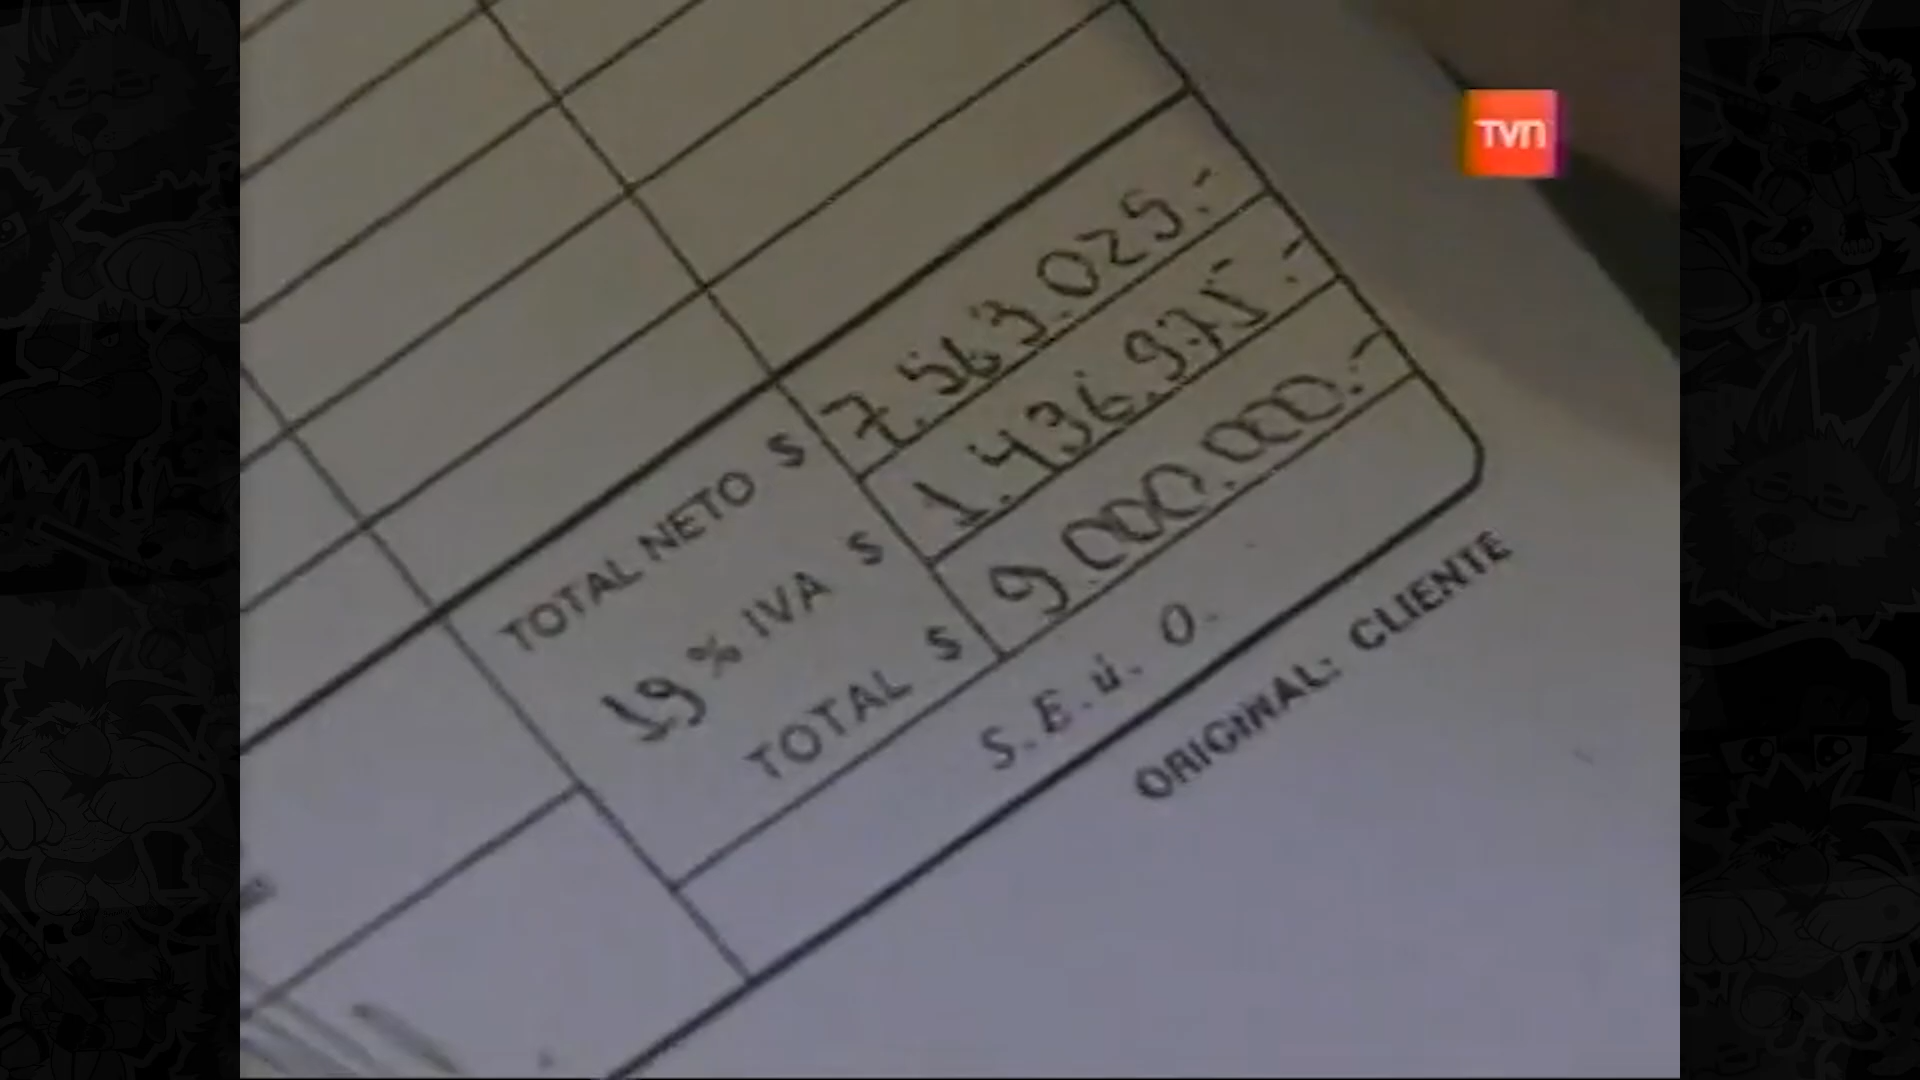 TVN
TOTAL NETO $ 7.563.025.-
19 % IVA $ 1.436.975.-
TOTAL $ 9.000.000.-
S.E.u.O.
ORIGINAL: CLIENTE